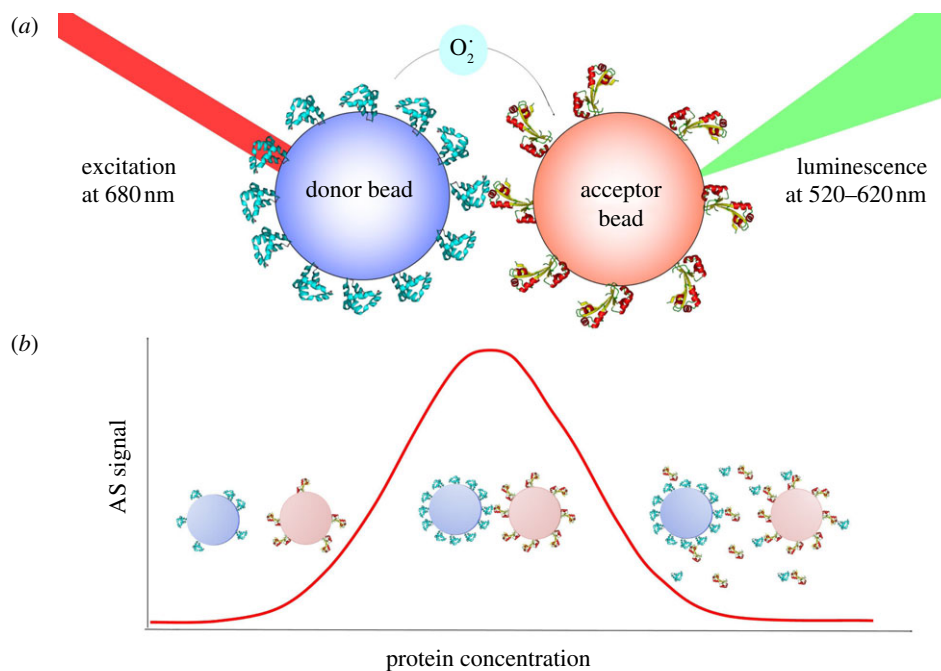 (a)
O₂˙
excitation
at 680 nm
donor bead
acceptor
bead
luminescence
at 520–620 nm
(b)
AS signal
protein concentration